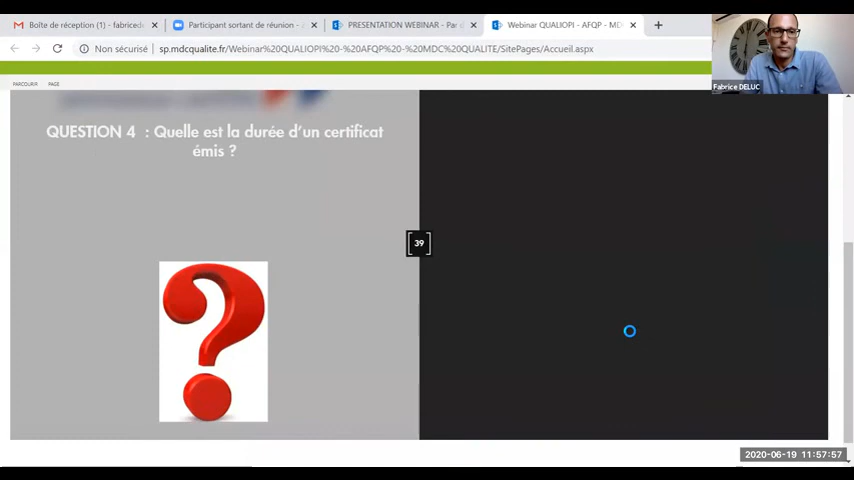 Boîte de réception (1) - fabricedu
Participant sortant de réunion - z
PRESENTATION WEBINAR - Par d
Webinar QUALIOPI - AFQP - MD
Non sécurisé
sp.mdcqualite.fr/Webinar%20QUALIOPI%20-%20AFQP%20-%20MDC%20QUALITE/SitePages/Accueil.aspx
Fabrice DELUC
PARCOURIR PAGE
QUESTION 4 : Quelle est la durée d'un certificat
émis ?
39
2020-06-19 11:57:57